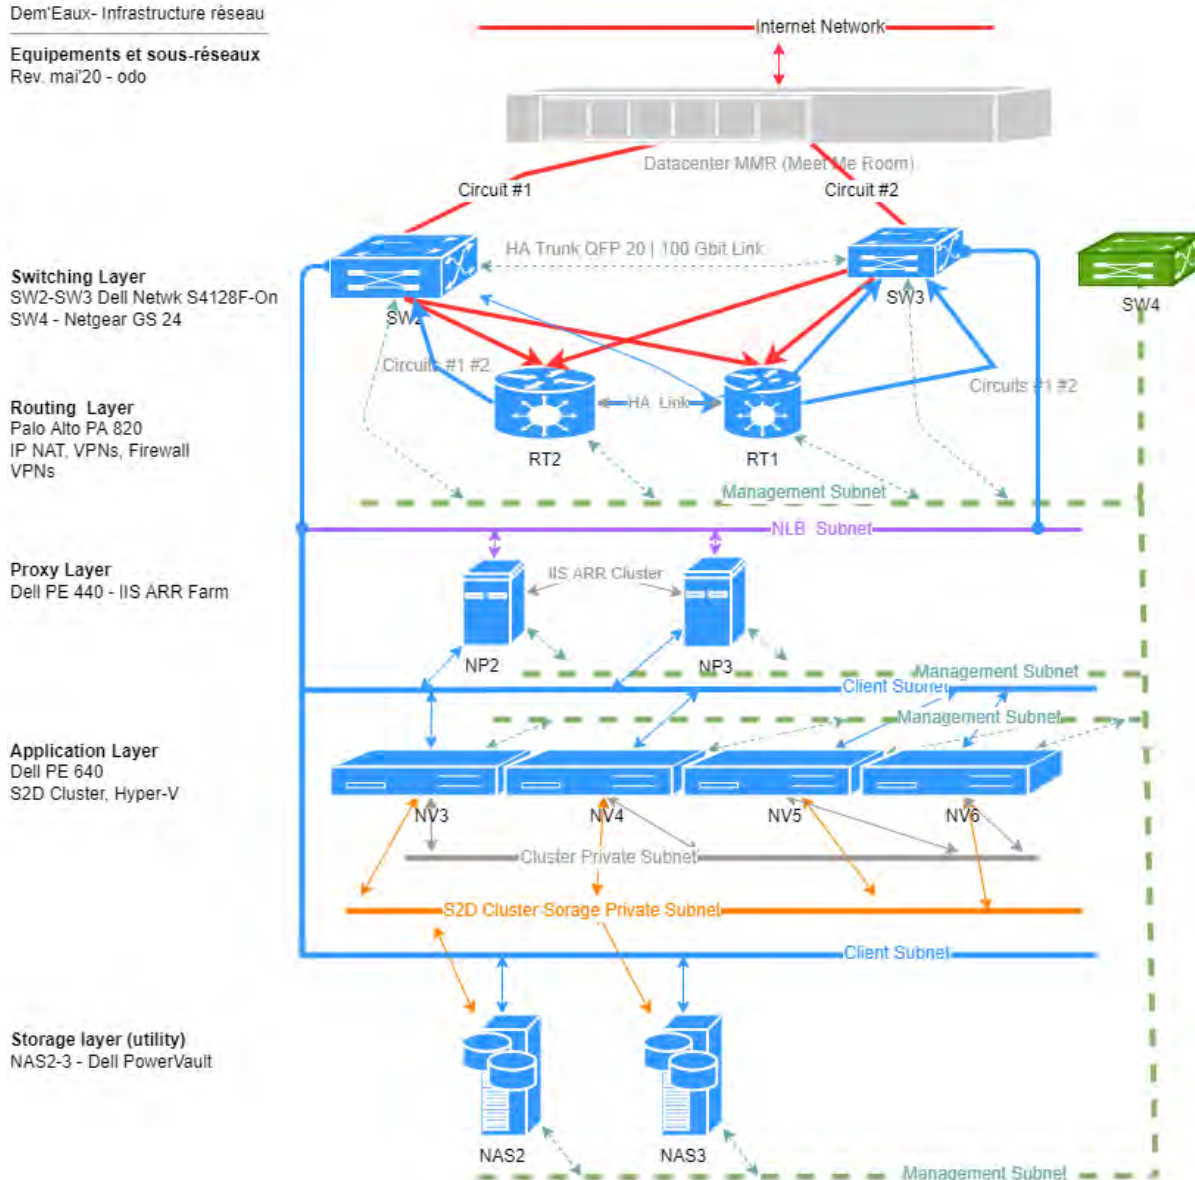 Dem'Eaux- Infrastructure réseau
Equipements et sous-réseaux
Rev. mai'20 - odo
Internet Network
Datacenter MMR (Meet Me Room)
Circuit #1
Circuit #2
HA Trunk QFP 20 | 100 Gbit Link
Switching Layer
SW2-SW3 Dell Netwk S4128F-On
SW4 - Netgear GS 24
SW2
SW3
SW4
Circuits #1 #2
Circuits #1 #2
Routing Layer
Palo Alto PA 820
IP NAT, VPNs, Firewall
VPNs
HA Link
RT2
RT1
Management Subnet
NLB Subnet
Proxy Layer
Dell PE 440 - IIS ARR Farm
IIS ARR Cluster
NP2
NP3
Management Subnet
Client Subnet
Management Subnet
Application Layer
Dell PE 640
S2D Cluster, Hyper-V
NV3
NV4
NV5
NV6
Cluster Private Subnet
S2D Cluster Sorage Private Subnet
Client Subnet
Storage layer (utility)
NAS2-3 - Dell PowerVault
NAS2
NAS3
Management Subnet